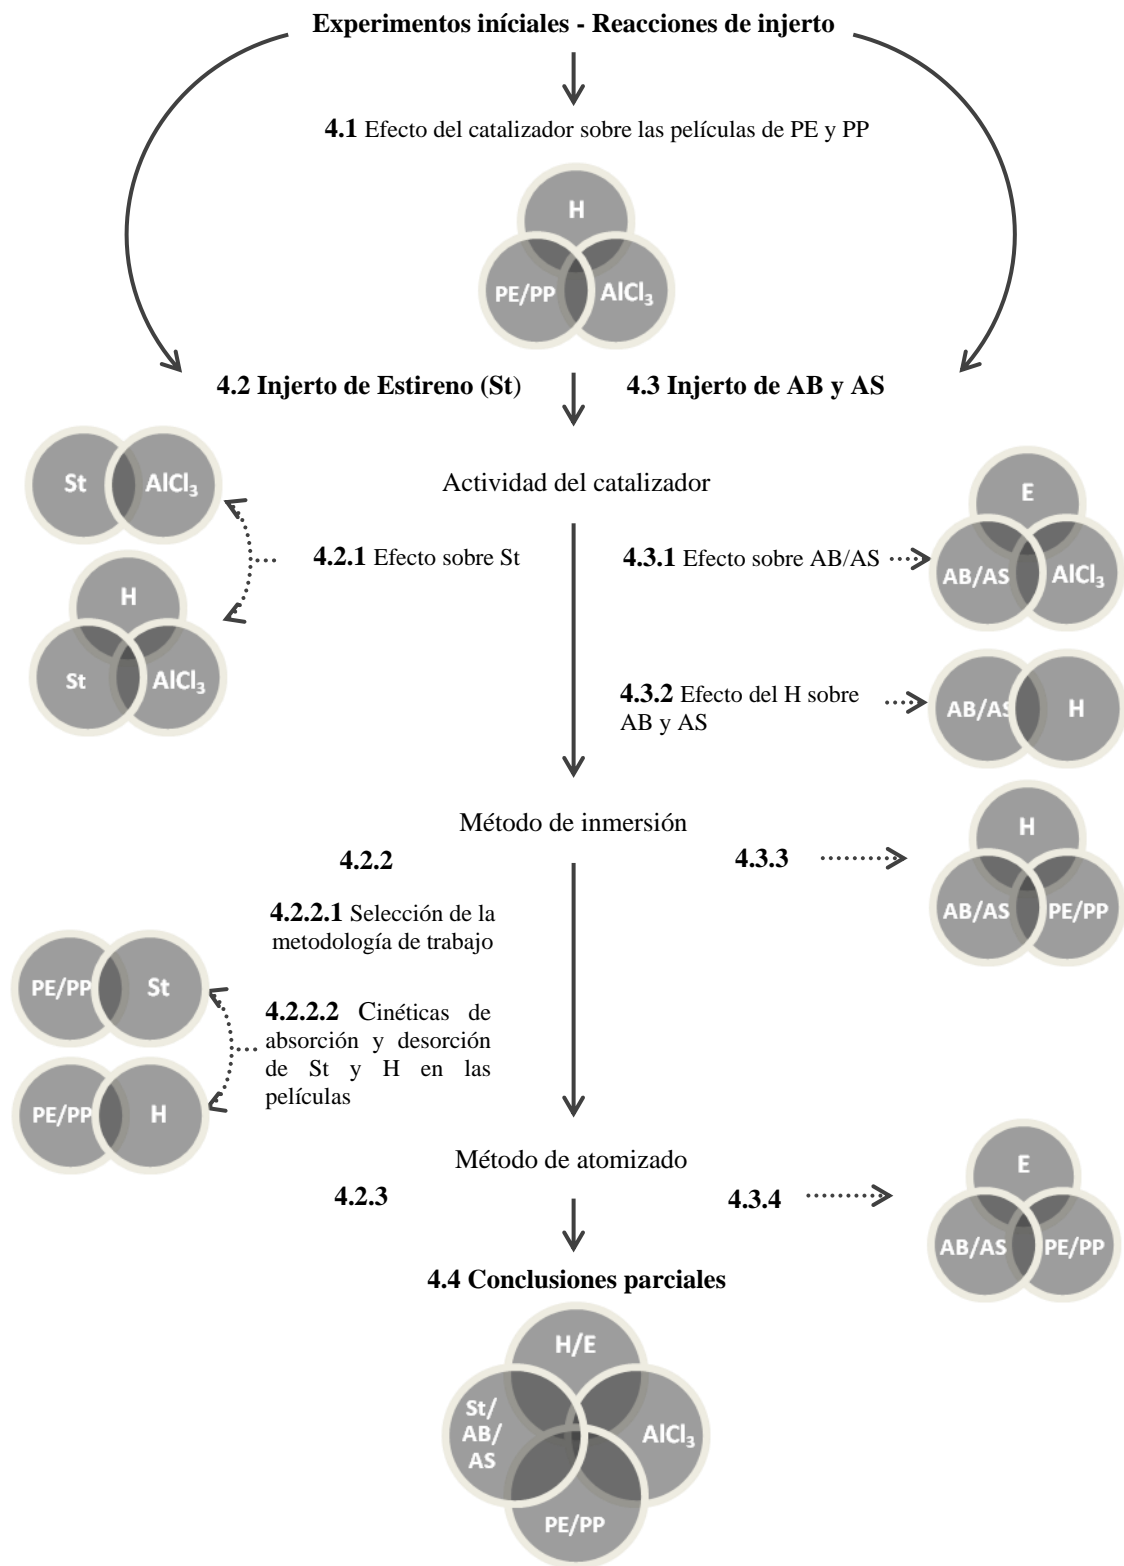 Experimentos iníciales - Reacciones de injerto
4.1 Efecto del catalizador sobre las películas de PE y PP
H
PE/PP
AlCl₃
4.2 Injerto de Estireno (St)
4.3 Injerto de AB y AS
Actividad del catalizador
St
AlCl₃
4.2.1 Efecto sobre St
H
St
AlCl₃
4.3.1 Efecto sobre AB/AS
E
AB/AS
AlCl₃
4.3.2 Efecto del H sobre
AB y AS
AB/AS
H
Método de inmersión
4.2.2
4.3.3
H
AB/AS
PE/PP
4.2.2.1 Selección de la
metodología de trabajo
PE/PP
St
4.2.2.2 Cinéticas de
absorción y desorción
de St y H en las
películas
PE/PP
H
Método de atomizado
4.2.3
4.3.4
E
AB/AS
PE/PP
4.4 Conclusiones parciales
H/E
St/
AB/
AS
AlCl₃
PE/PP